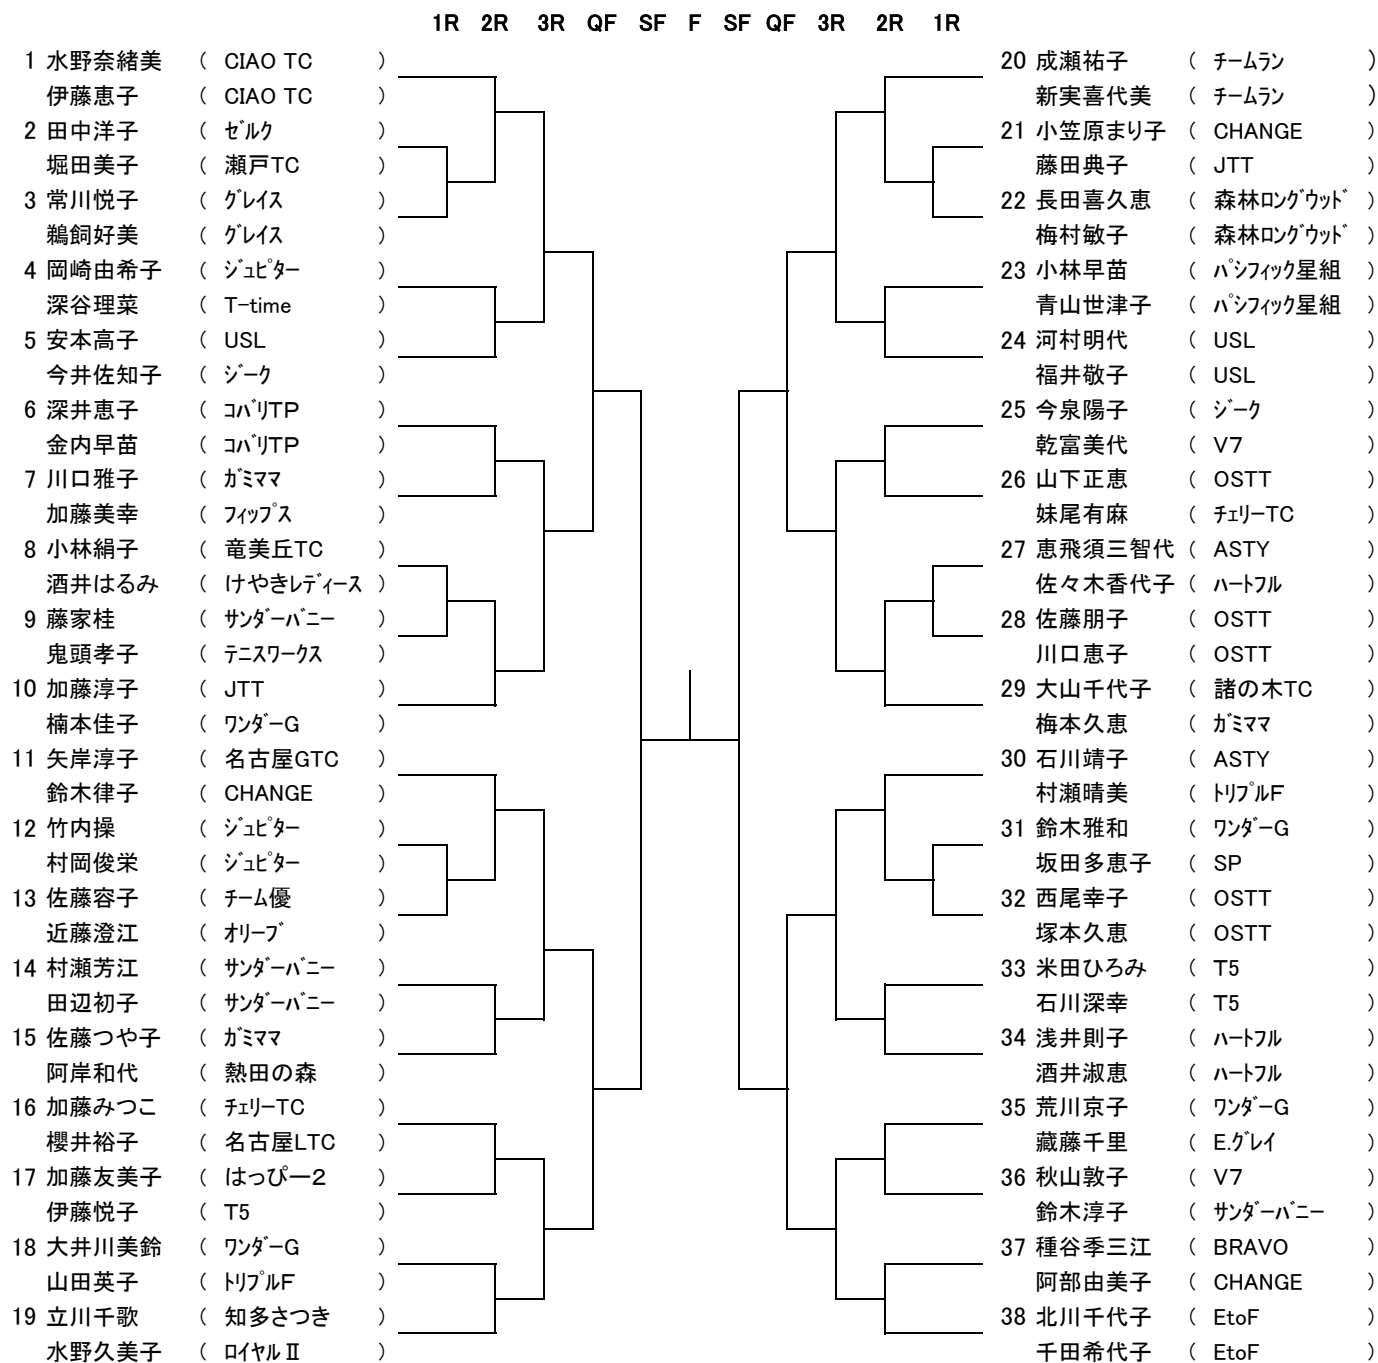 1R 2R 3R QF SF F SF QF 3R 2R 1R
1 水野奈緒美 ( CIAO TC )
伊藤恵子 ( CIAO TC )
2 田中洋子 ( ｾﾞﾙｸ )
堀田美子 ( 瀬戸TC )
3 常川悦子 ( ｸﾞﾚｲｽ )
鵜飼好美 ( ｸﾞﾚｲｽ )
4 岡崎由希子 ( ｼﾞｭﾋﾟﾀｰ )
深谷理菜 ( T-time )
5 安本高子 ( USL )
今井佐知子 ( ｼﾞｰｸ )
6 深井恵子 ( ｺﾊﾞﾘTP )
金内早苗 ( ｺﾊﾞﾘTP )
7 川口雅子 ( ｶﾞﾐﾏﾏ )
加藤美幸 ( ﾌｨｯﾌﾟｽ )
8 小林絹子 ( 竜美丘TC )
酒井はるみ ( けやきﾚﾃﾞｨｰｽ )
9 藤家桂 ( ｻﾝﾀﾞｰﾊﾞﾆｰ )
鬼頭孝子 ( ﾃﾆｽﾜｰｸｽ )
10 加藤淳子 ( JTT )
楠本佳子 ( ﾜﾝﾀﾞｰG )
11 矢岸淳子 ( 名古屋GTC )
鈴木律子 ( CHANGE )
12 竹内操 ( ｼﾞｭﾋﾟﾀｰ )
村岡俊栄 ( ｼﾞｭﾋﾟﾀｰ )
13 佐藤容子 ( ﾁｰﾑ優 )
近藤澄江 ( ｵﾘｰﾌﾞ )
14 村瀬芳江 ( ｻﾝﾀﾞｰﾊﾞﾆｰ )
田辺初子 ( ｻﾝﾀﾞｰﾊﾞﾆｰ )
15 佐藤つや子 ( ｶﾞﾐﾏﾏ )
阿岸和代 ( 熱田の森 )
16 加藤みつこ ( ﾁｪﾘｰTC )
櫻井裕子 ( 名古屋LTC )
17 加藤友美子 ( はっぴー2 )
伊藤悦子 ( T5 )
18 大井川美鈴 ( ﾜﾝﾀﾞｰG )
山田英子 ( ﾄﾘﾌﾟﾙF )
19 立川千歌 ( 知多さつき )
水野久美子 ( ﾛｲﾔﾙⅡ )
20 成瀬祐子 ( ﾁｰﾑﾗﾝ )
新実喜代美 ( ﾁｰﾑﾗﾝ )
21 小笠原まり子 ( CHANGE )
藤田典子 ( JTT )
22 長田喜久恵 ( 森林ﾛﾝｸﾞｳｯﾄﾞ )
梅村敏子 ( 森林ﾛﾝｸﾞｳｯﾄﾞ )
23 小林早苗 ( ﾊﾟｼﾌｨｯｸ星組 )
青山世津子 ( ﾊﾟｼﾌｨｯｸ星組 )
24 河村明代 ( USL )
福井敬子 ( USL )
25 今泉陽子 ( ｼﾞｰｸ )
乾富美代 ( V7 )
26 山下正恵 ( OSTT )
妹尾有麻 ( ﾁｪﾘｰTC )
27 恵飛須三智代 ( ASTY )
佐々木香代子 ( ﾊｰﾄﾌﾙ )
28 佐藤朋子 ( OSTT )
川口恵子 ( OSTT )
29 大山千代子 ( 諸の木TC )
梅本久恵 ( ｶﾞﾐﾏﾏ )
30 石川靖子 ( ASTY )
村瀬晴美 ( ﾄﾘﾌﾟﾙF )
31 鈴木雅和 ( ﾜﾝﾀﾞｰG )
坂田多恵子 ( SP )
32 西尾幸子 ( OSTT )
塚本久恵 ( OSTT )
33 米田ひろみ ( T5 )
石川深幸 ( T5 )
34 浅井則子 ( ﾊｰﾄﾌﾙ )
酒井淑恵 ( ﾊｰﾄﾌﾙ )
35 荒川京子 ( ﾜﾝﾀﾞｰG )
藏藤千里 ( E.ｸﾞﾚｲ )
36 秋山敦子 ( V7 )
鈴木淳子 ( ｻﾝﾀﾞｰﾊﾞﾆｰ )
37 種谷季三江 ( BRAVO )
阿部由美子 ( CHANGE )
38 北川千代子 ( EtoF )
千田希代子 ( EtoF )